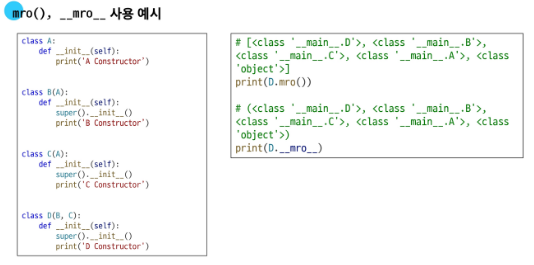 mro(), __mro__ 사용 예시
class A:
def __init__(self):
print('A Constructor')
class B(A):
def __init__(self):
super().__init__()
print('B Constructor')
class C(A):
def __init__(self):
super().__init__()
print('C Constructor')
class D(B, C):
def __init__(self):
super().__init__()
print('D Constructor')
# [<class '__main__.D'>, <class '__main__.B'>,
<class '__main__.C'>, <class '__main__.A'>, <class
'object'>]
print(D.mro())
# (<class '__main__.D'>, <class '__main__.B'>,
<class '__main__.C'>, <class '__main__.A'>, <class
'object'>)
print(D.__mro__)